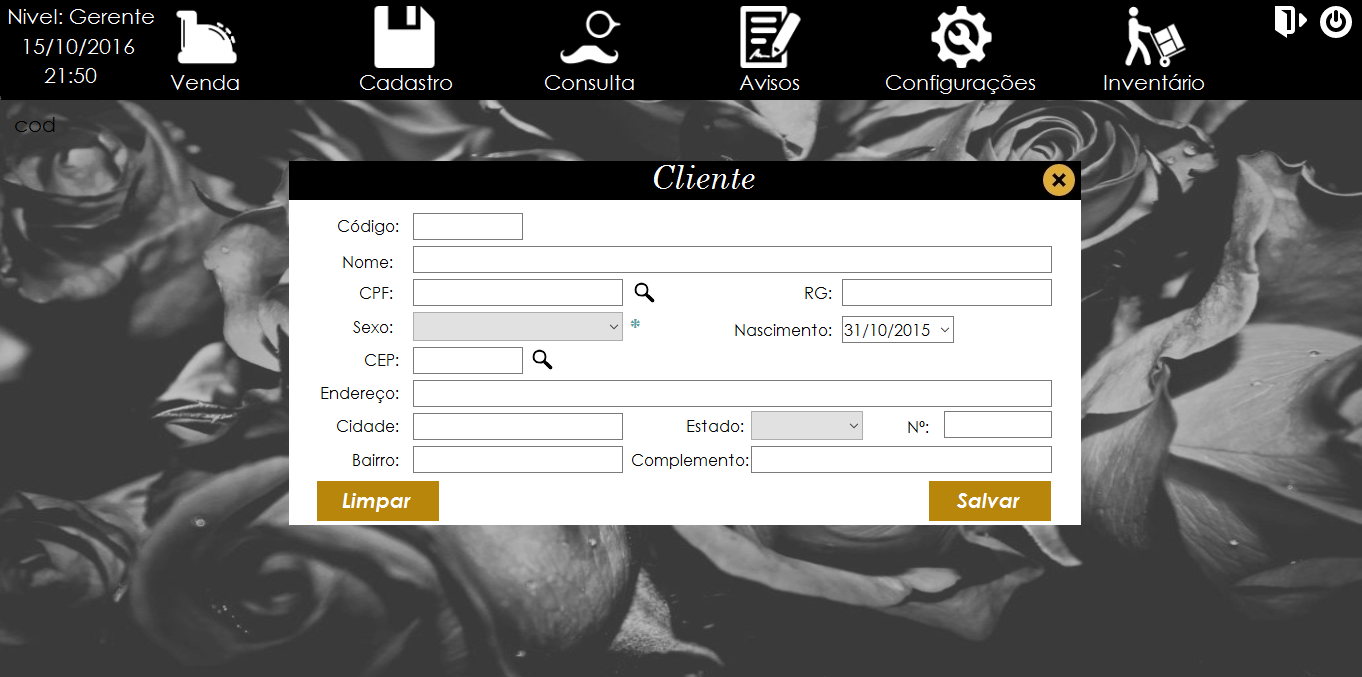 Nivel: Gerente
15/10/2016
21:50
Venda
Cadastro
Consulta
Avisos
Configurações
Inventário
cod
Cliente
Código:
Nome:
CPF:
RG:
Sexo:
*
Nascimento: 31/10/2015
CEP:
Endereço:
Cidade:
Estado:
Nº:
Bairro:
Complemento:
Limpar
Salvar